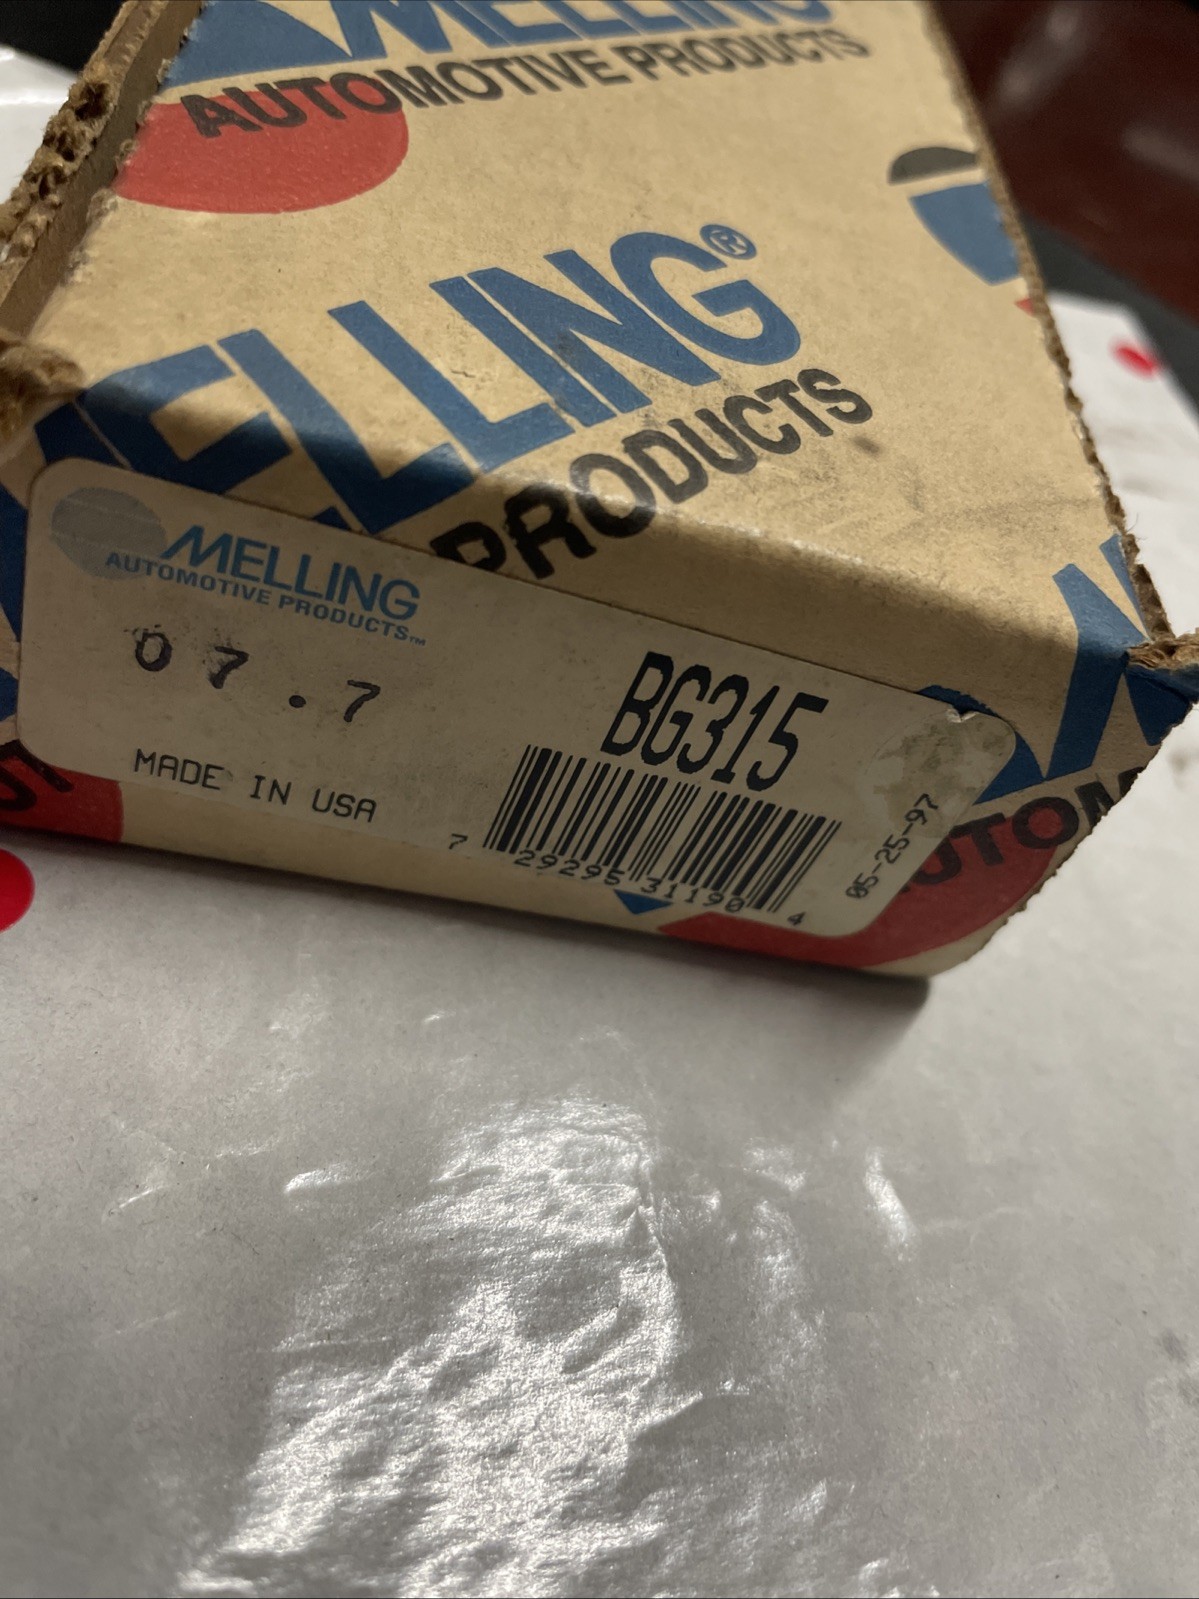 MELLING
AUTOMOTIVE PRODUCTS
MELLING®
PRODUCTS
MELLING
AUTOMOTIVE PRODUCTS™
07.7
BG315
MADE IN USA
7 29295 31190 4
05-25-97
AUTOM